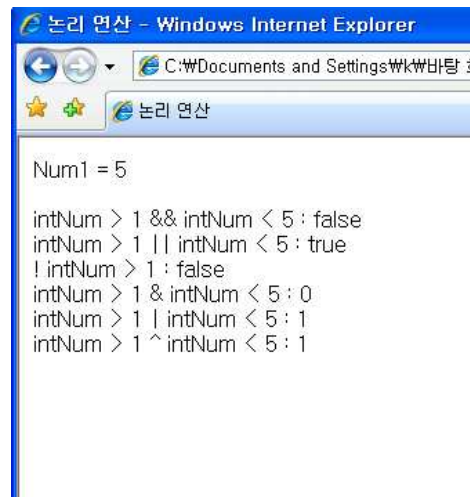 논리 연산 - Windows Internet Explorer
C:₩Documents and Settings₩k₩바탕
논리 연산
Num1 = 5
intNum > 1 && intNum < 5 : false
intNum > 1 || intNum < 5 : true
! intNum > 1 : false
intNum > 1 & intNum < 5 : 0
intNum > 1 | intNum < 5 : 1
intNum > 1 ^ intNum < 5 : 1